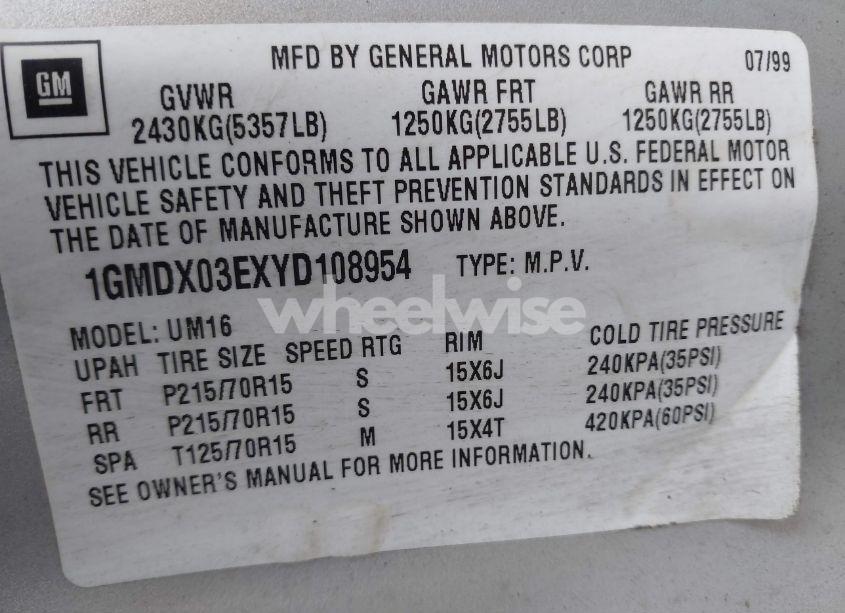 GM
MFD BY GENERAL MOTORS CORP 07/99
GVWR GAWR FRT GAWR RR
2430KG(5357LB) 1250KG(2755LB) 1250KG(2755LB)
THIS VEHICLE CONFORMS TO ALL APPLICABLE U.S. FEDERAL MOTOR
VEHICLE SAFETY AND THEFT PREVENTION STANDARDS IN EFFECT ON
THE DATE OF MANUFACTURE SHOWN ABOVE.
1GMDX03EXYD108954 TYPE: M.P.V.
wheelwise
MODEL: UM16
UPAH TIRE SIZE SPEED RTG RIM COLD TIRE PRESSURE
FRT P215/70R15 S 15X6J 240KPA(35PSI)
RR P215/70R15 S 15X6J 240KPA(35PSI)
SPA T125/70R15 M 15X4T 420KPA(60PSI)
SEE OWNER'S MANUAL FOR MORE INFORMATION.